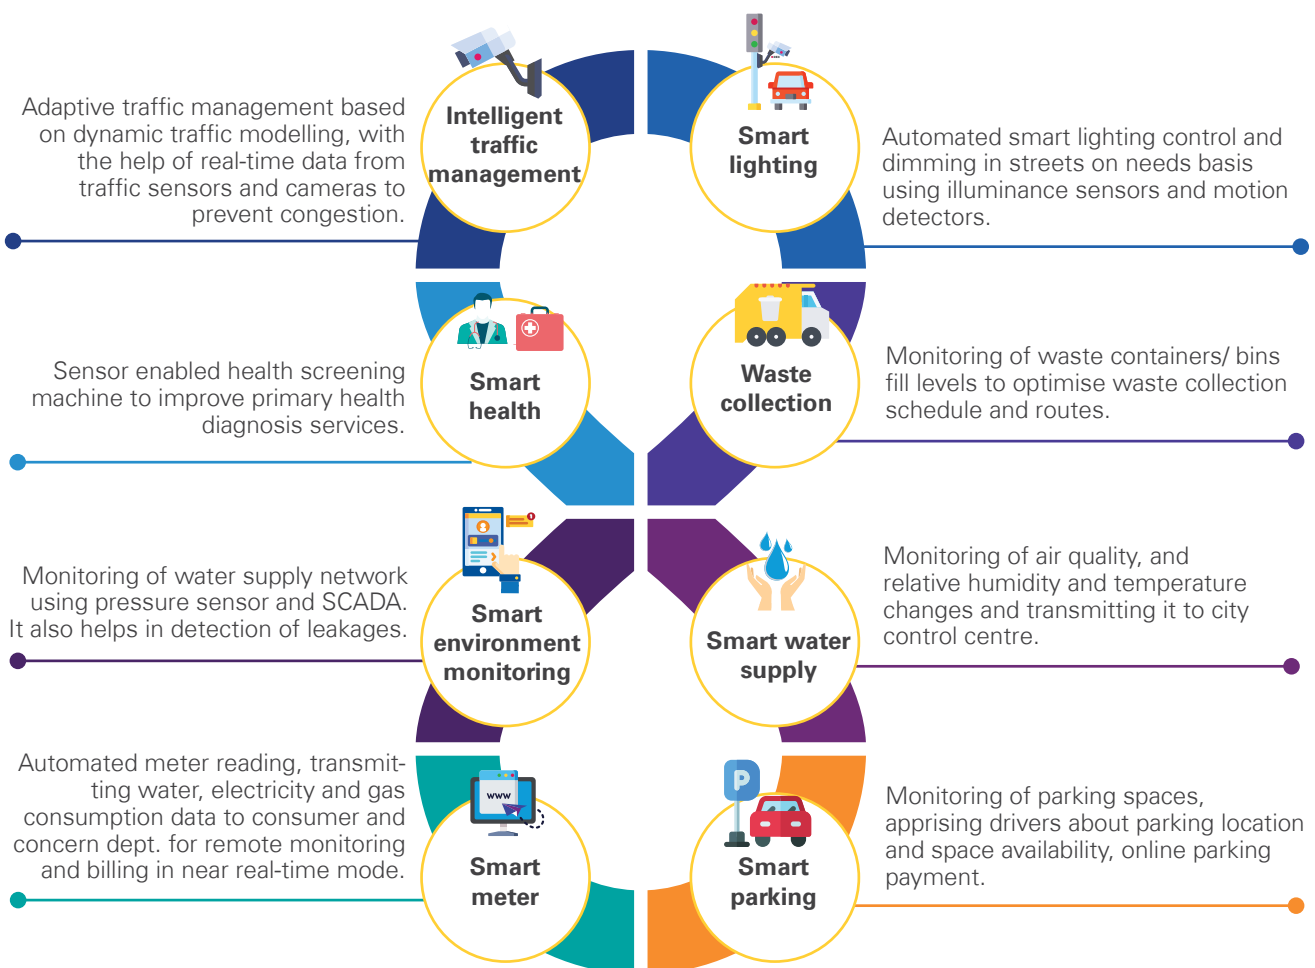 Adaptive traffic management based
on dynamic traffic modelling, with
the help of real-time data from
traffic sensors and cameras to
prevent congestion.
Intelligent
traffic
management
Smart
lighting
Automated smart lighting control and
dimming in streets on needs basis
using illuminance sensors and motion
detectors.
Sensor enabled health screening
machine to improve primary health
diagnosis services.
Smart
health
Waste
collection
Monitoring of waste containers/ bins
fill levels to optimise waste collection
schedule and routes.
Monitoring of water supply network
using pressure sensor and SCADA.
It also helps in detection of leakages.
Smart
environment
monitoring
Smart water
supply
Monitoring of air quality, and
relative humidity and temperature
changes and transmitting it to city
control centre.
Automated meter reading, transmit-
ting water, electricity and gas
consumption data to consumer and
concern dept. for remote monitoring
and billing in near real-time mode.
www
Smart
meter
P
Smart
parking
Monitoring of parking spaces,
apprising drivers about parking location
and space availability, online parking
payment.